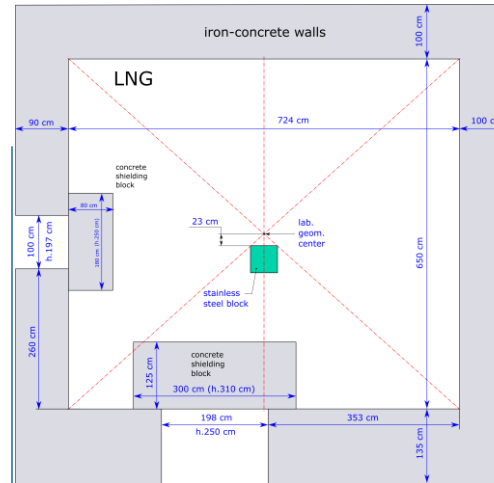 iron-concrete walls
100 cm
LNG
90 cm
724 cm
100 c
concrete
shielding
block
80 cm
180 cm (h.250 cm)
100 cm
h.197 cm
23 cm
lab.
geom.
center
650 cm
stainless
steel block
260 cm
concrete
shielding
block
125 cm
300 cm (h.310 cm)
198 cm
h.250 cm
353 cm
135 cm